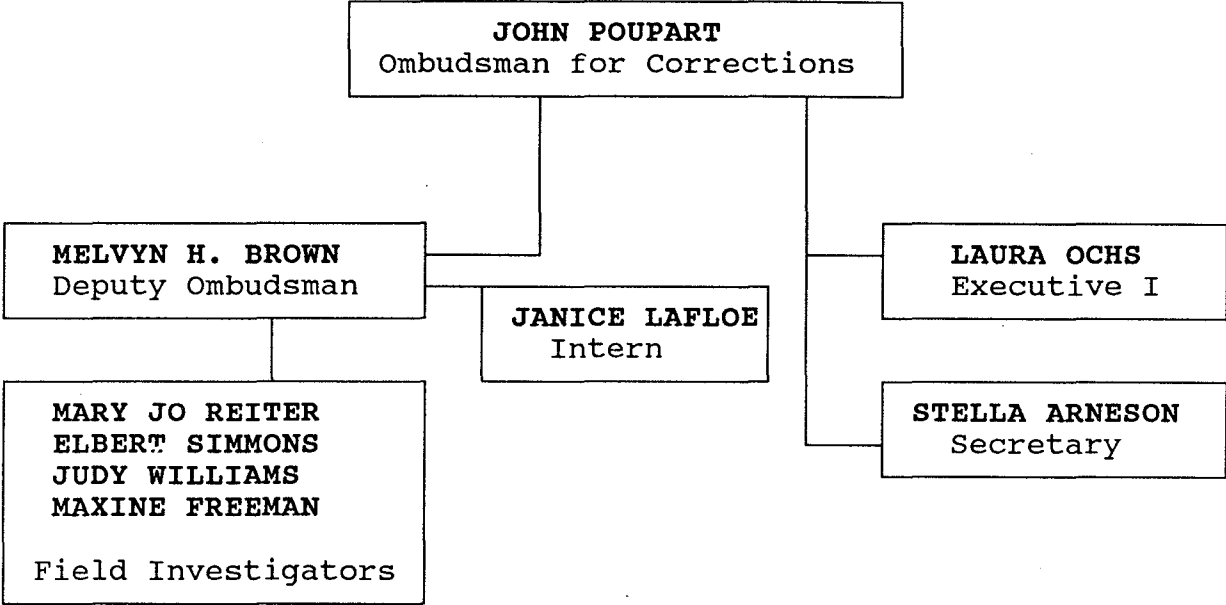 JOHN POUPART
Ombudsman for Corrections
MELVYN H. BROWN
Deputy Ombudsman
JANICE LAFLOE
Intern
LAURA OCHS
Executive I
STELLA ARNESON
Secretary
MARY JO REITER
ELBERT SIMMONS
JUDY WILLIAMS
MAXINE FREEMAN
Field Investigators